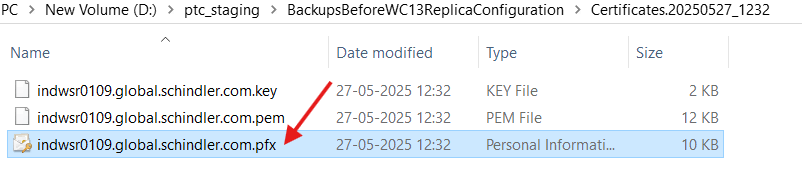 PC > New Volume (D:) > ptc_staging > BackupsBeforeWC13ReplicaConfiguration > Certificates.20250527_1232
Name Date modified Type Size
indwsr0109.global.schindler.com.key 27-05-2025 12:32 KEY File 2 KB
indwsr0109.global.schindler.com.pem 27-05-2025 12:32 PEM File 12 KB
indwsr0109.global.schindler.com.pfx 27-05-2025 12:32 Personal Informati... 10 KB